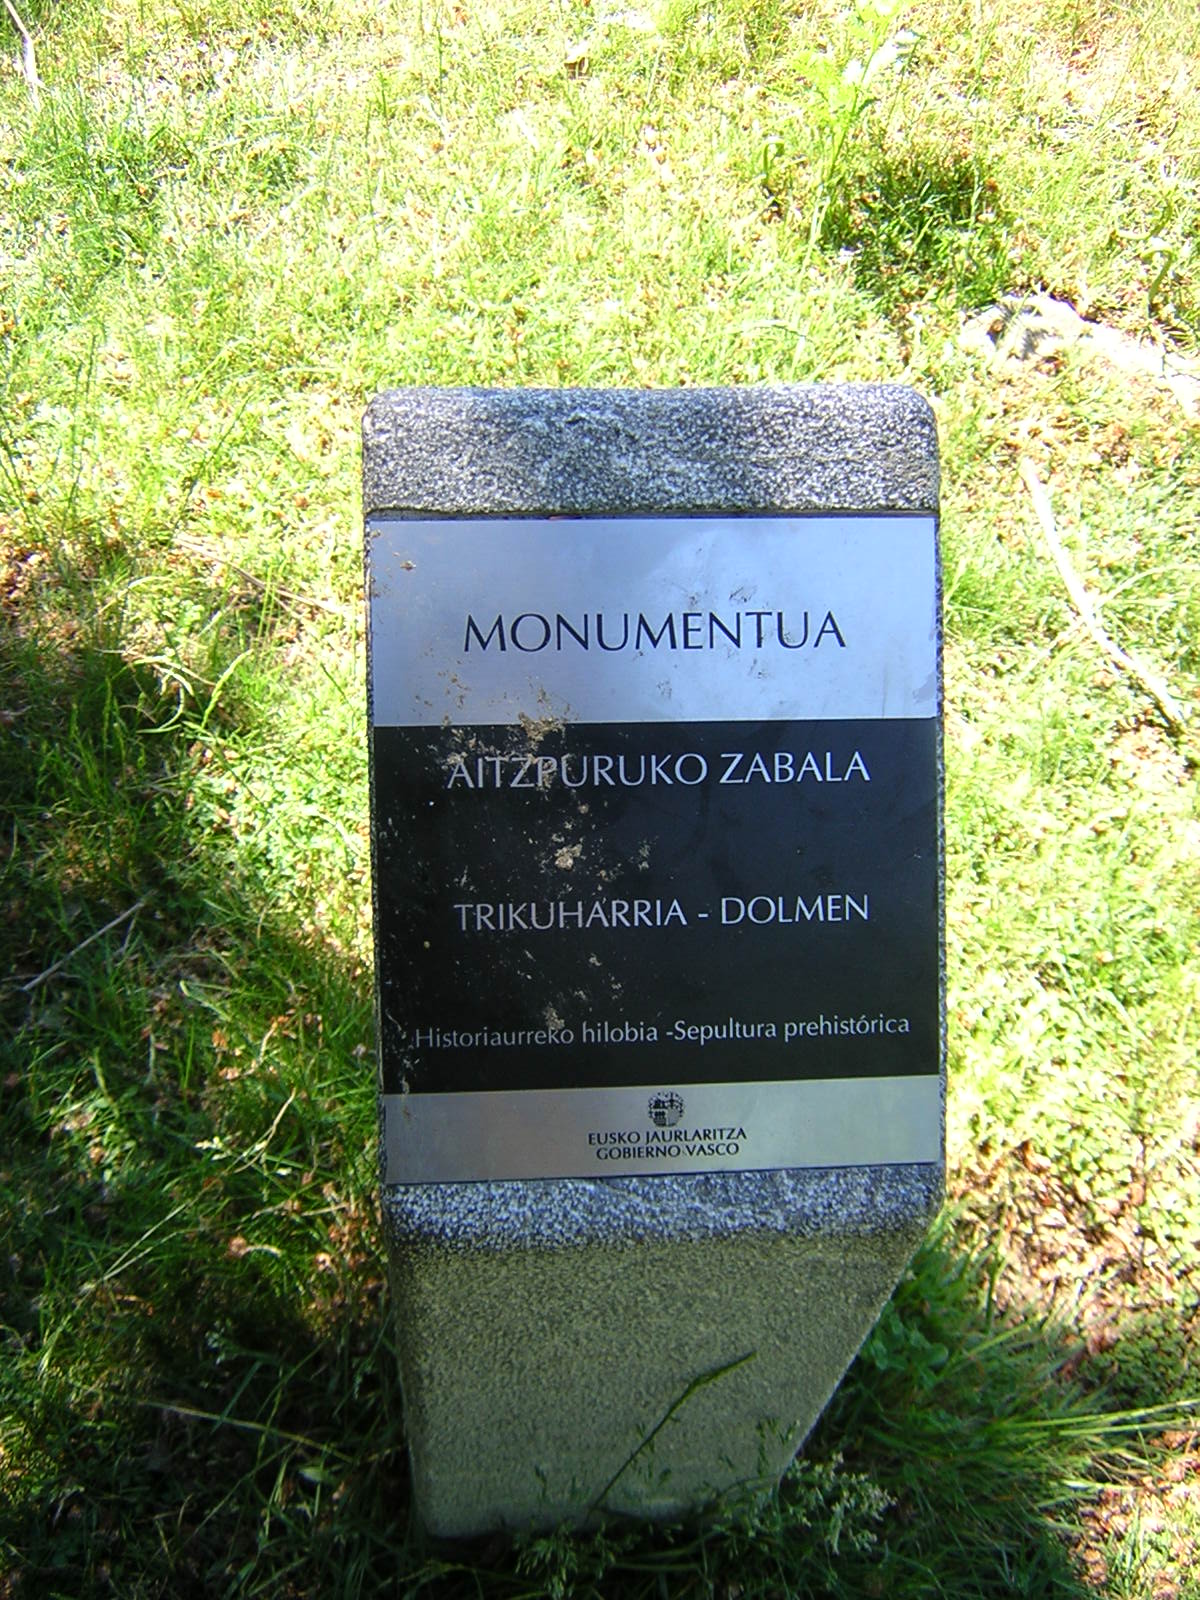 MONUMENTUA
AITZPURUKO ZABALA
TRIKUHARRIA - DOLMEN
Historiaurreko hilobia -Sepultura prehistórica
EUSKO JAURLARITZA
GOBIERNO VASCO